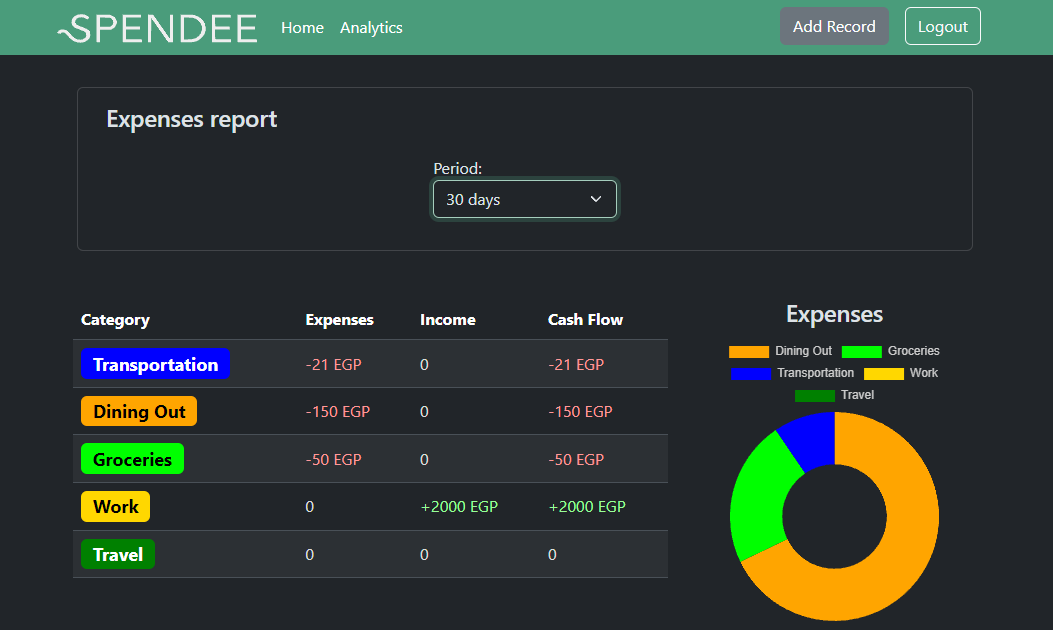 SPENDEE Home Analytics Add Record Logout
Expenses report
Period:
30 days
Category Expenses Income Cash Flow
Transportation -21 EGP 0 -21 EGP
Dining Out -150 EGP 0 -150 EGP
Groceries -50 EGP 0 -50 EGP
Work 0 +2000 EGP +2000 EGP
Travel 0 0 0
Expenses
Dining Out Groceries
Transportation Work
Travel